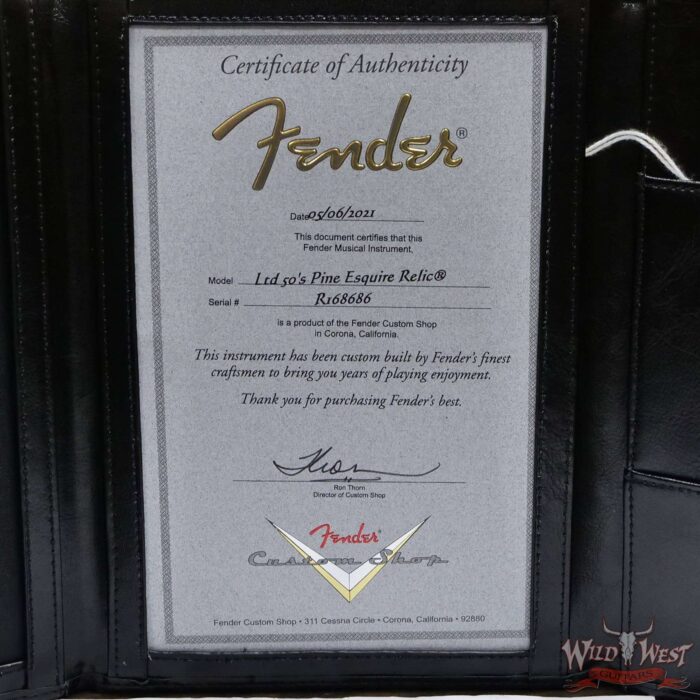 Certificate of Authenticity
Fender®
Date 05/06/2021
This document certifies that this
Fender Musical Instrument,
Model Ltd 50's Pine Esquire Relic®
Serial # R168686
is a product of the Fender Custom Shop
in Corona, California.
This instrument has been custom built by Fender's finest
craftsmen to bring you years of playing enjoyment.
Thank you for purchasing Fender's best.
Ron Thorn
Director of Custom Shop
Fender®
Custom Shop
Fender Custom Shop • 311 Cessna Circle • Corona, California • 92880
WILD WEST
GUITARS